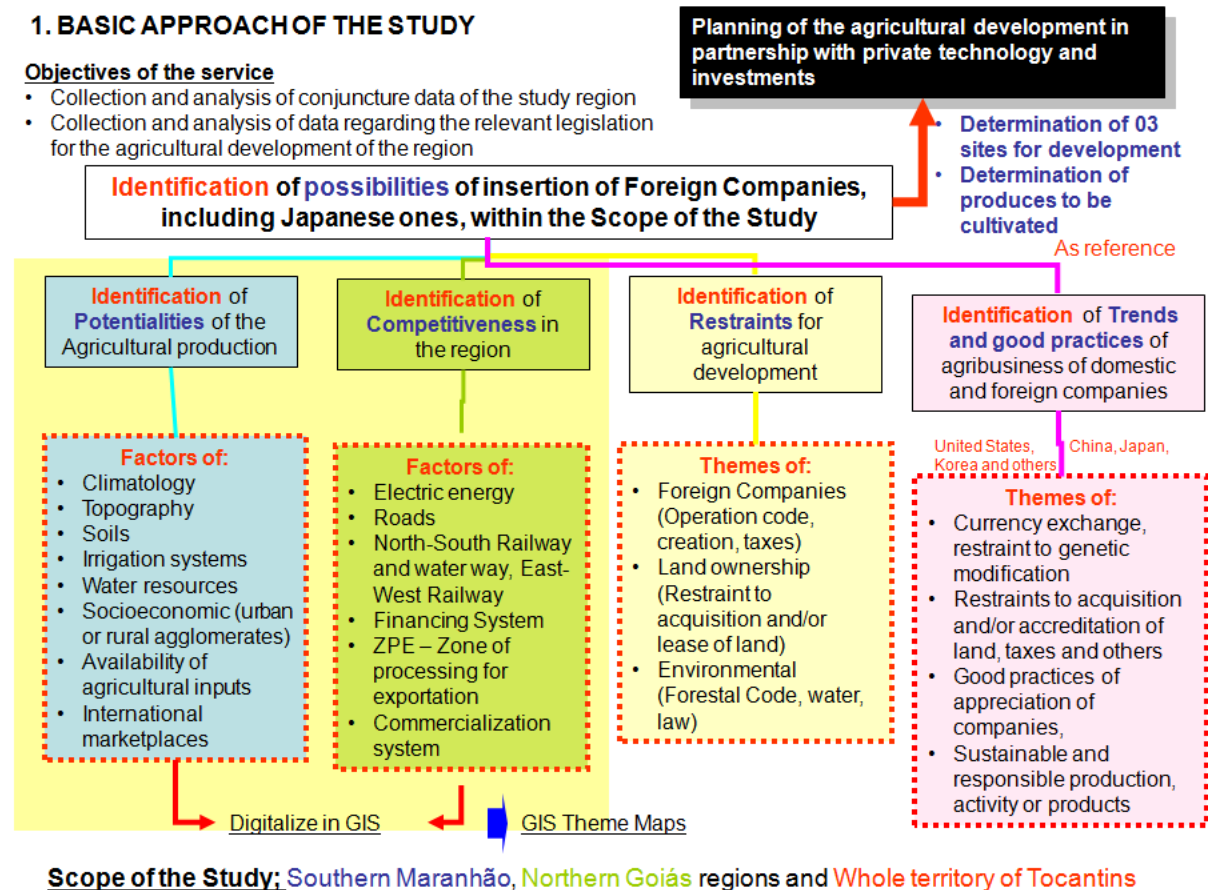 1. BASIC APPROACH OF THE STUDY
Planning of the agricultural development in
partnership with private technology and
investments
Objectives of the service
• Collection and analysis of conjuncture data of the study region
• Collection and analysis of data regarding the relevant legislation
for the agricultural development of the region
• Determination of 03
sites for development
• Determination of
produces to be
cultivated
Identification of possibilities of insertion of Foreign Companies,
including Japanese ones, within the Scope of the Study
As reference
Identification of
Potentialities of the
Agricultural production
Identification of
Competitiveness in
the region
Identification of
Restraints for
agricultural
development
Identification of Trends
and good practices of
agribusiness of domestic
and foreign companies
United States,
Korea and others
China, Japan,
Factors of:
• Climatology
• Topography
• Soils
• Irrigation systems
• Water resources
• Socioeconomic (urban
or rural agglomerates)
• Availability of
agricultural inputs
• International
marketplaces
Factors of:
• Electric energy
• Roads
• North-South Railway
and water way, East-
West Railway
• Financing System
• ZPE – Zone of
processing for
exportation
• Commercialization
system
Themes of:
• Foreign Companies
(Operation code,
creation, taxes)
• Land ownership
(Restraint to
acquisition and/or
lease of land)
• Environmental
(Forestal Code, water,
law)
Themes of:
• Currency exchange,
restraint to genetic
modification
• Restraints to acquisition
and/or accreditation of
land, taxes and others
• Good practices of
appreciation of
companies,
• Sustainable and
responsible production,
activity or products
Digitalize in GIS
GIS Theme Maps
Scope of the Study; Southern Maranhão, Northern Goiás regions and Whole territory of Tocantins